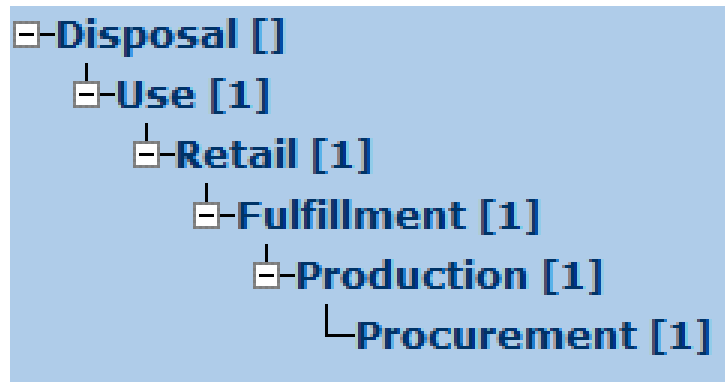 Disposal []
Use [1]
Retail [1]
Fulfillment [1]
Production [1]
Procurement [1]